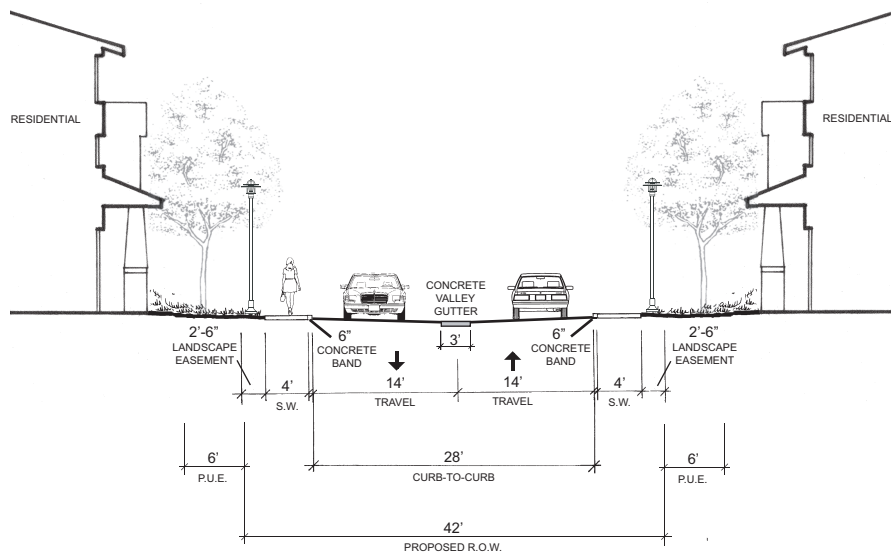 RESIDENTIAL
RESIDENTIAL
CONCRETE
VALLEY
GUTTER
2'-6"
LANDSCAPE
EASEMENT
6"
CONCRETE
BAND
3'
6"
CONCRETE
BAND
2'-6"
LANDSCAPE
EASEMENT
4'
S.W.
14'
TRAVEL
14'
TRAVEL
4'
S.W.
6'
P.U.E.
28'
CURB-TO-CURB
6'
P.U.E.
42'
PROPOSED R.O.W.